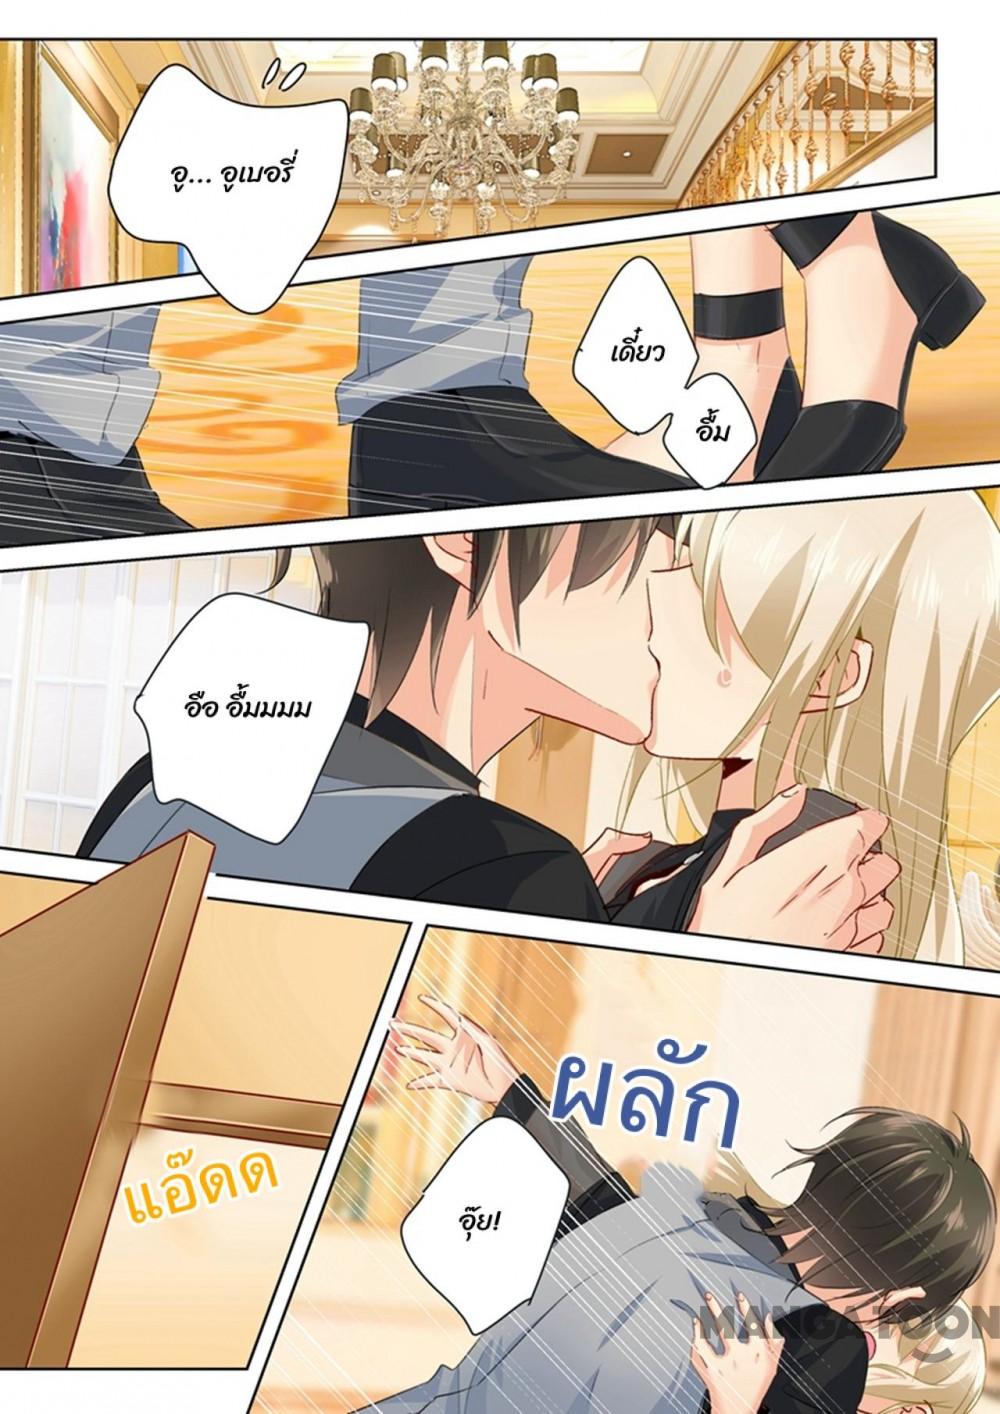 อู... อูเบอรี่
เดี๋ยว
อื้ม
อือ อื้มมมม
ผลัก
แอ๊ดด
อุ๊ย!
MANGATOON